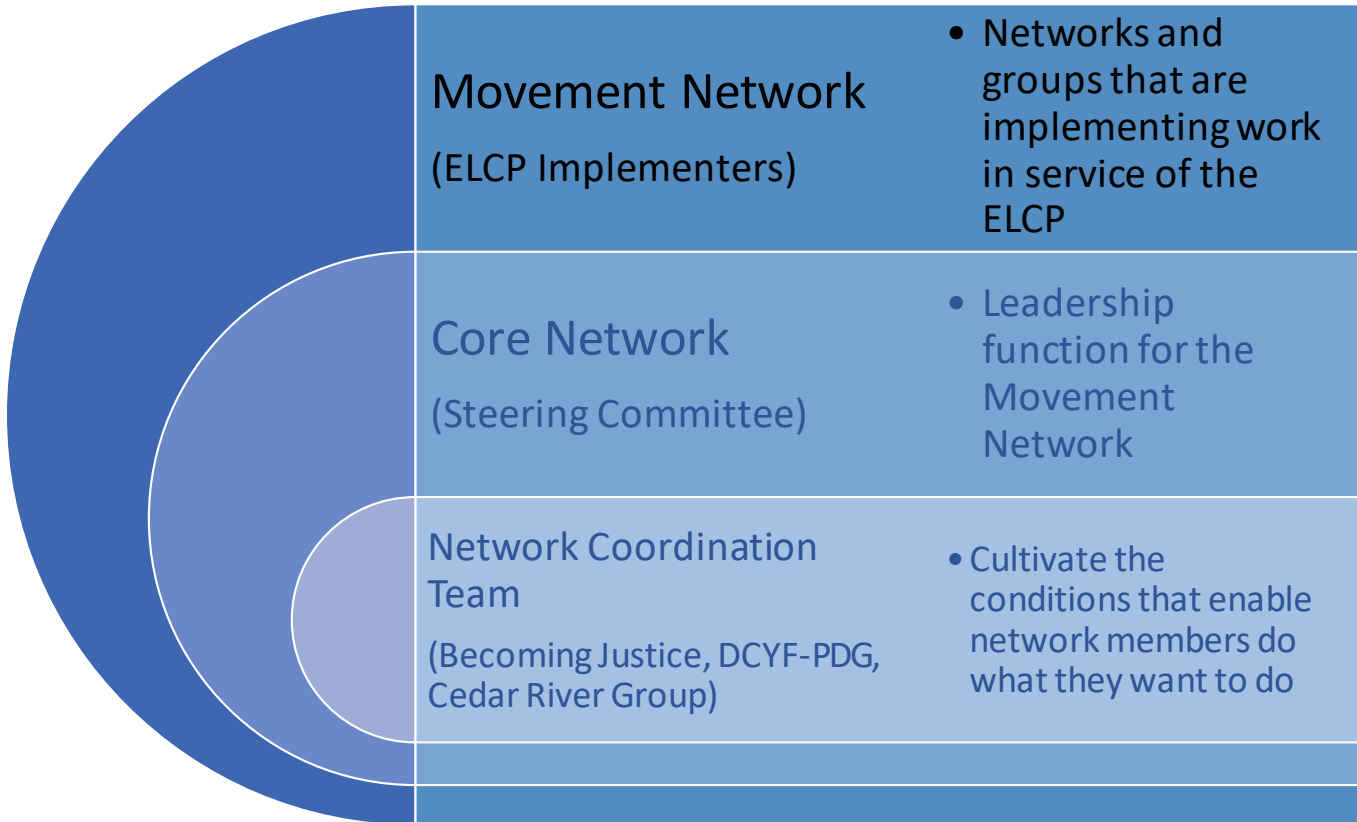 Movement Network
(ELCP Implementers)
• Networks and
groups that are
implementing work
in service of the
ELCP
Core Network
(Steering Committee)
• Leadership
function for the
Movement
Network
Network Coordination
Team
(Becoming Justice, DCYF-PDG,
Cedar River Group)
• Cultivate the
conditions that enable
network members do
what they want to do